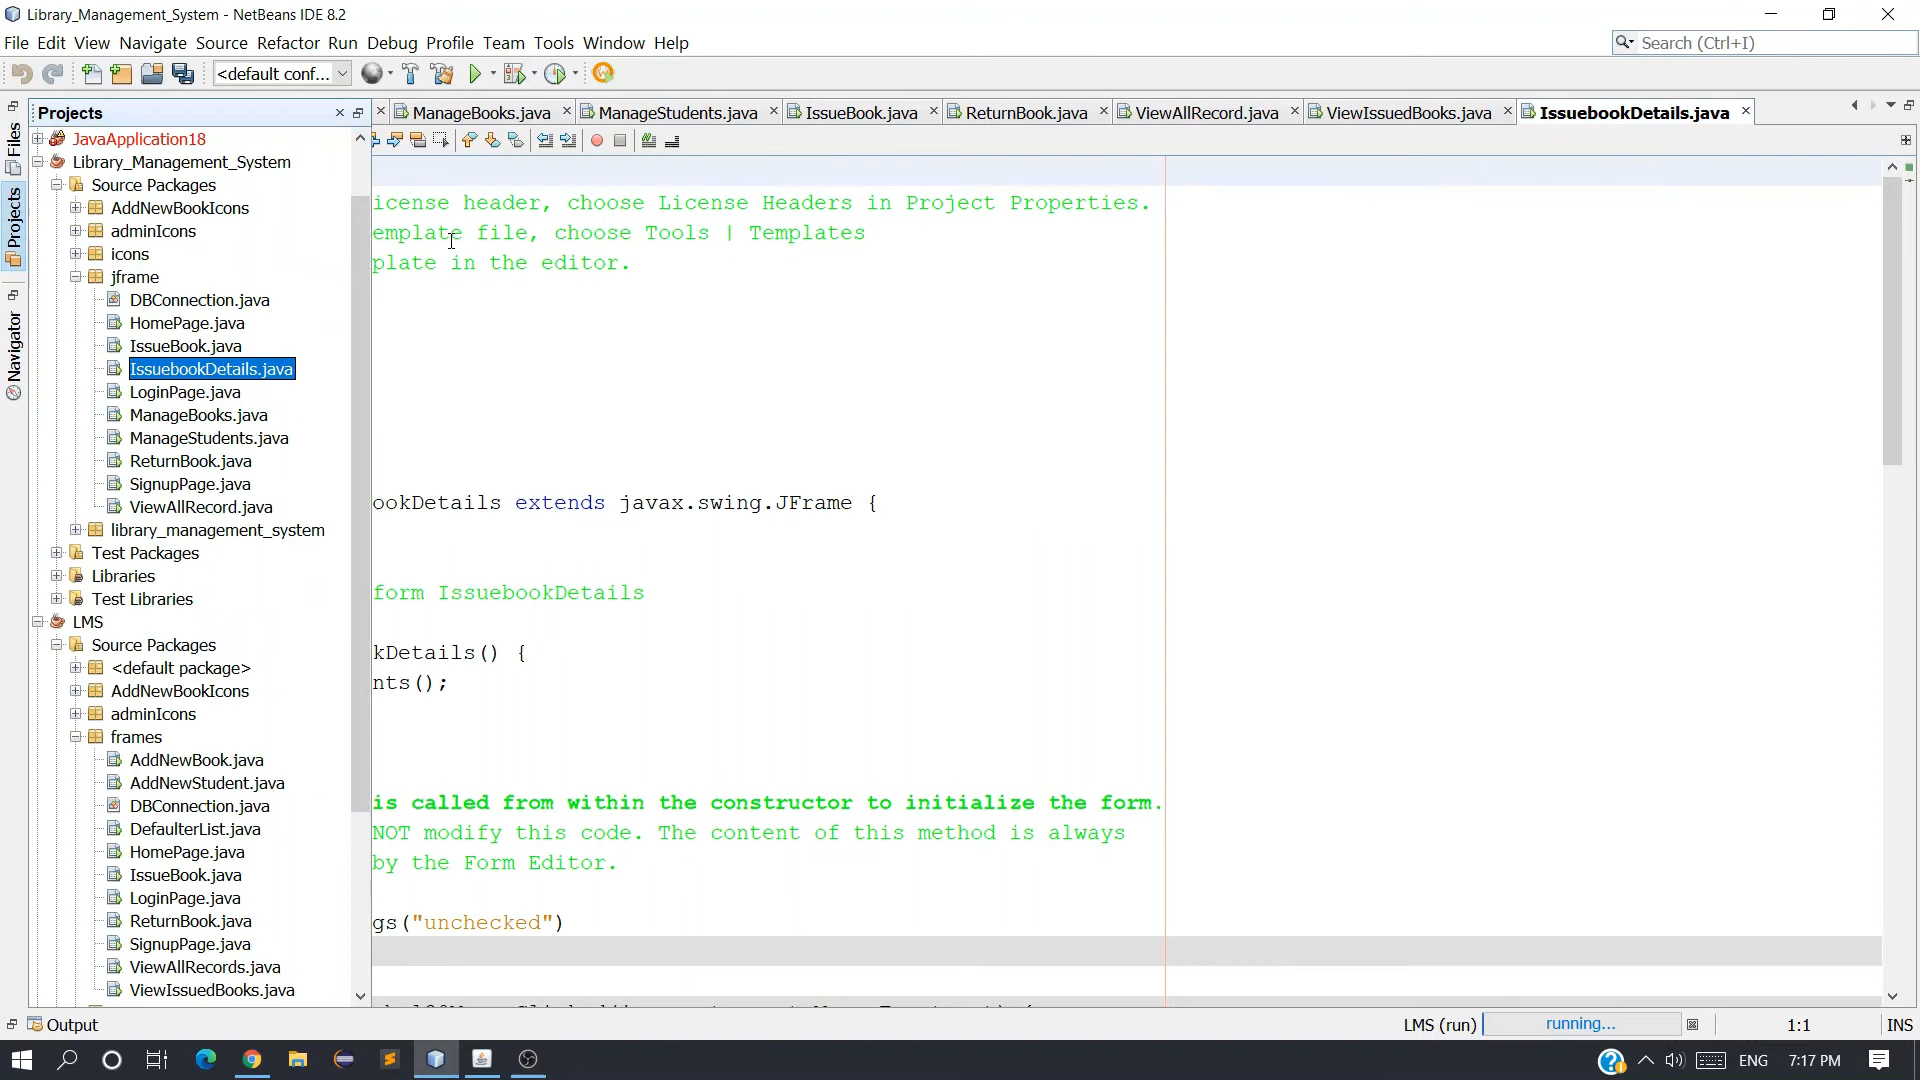 Library_Management_System - NetBeans IDE 8.2
File Edit View Navigate Source Refactor Run Debug Profile Team Tools Window Help
Search (Ctrl+I)
<default conf...
Projects
ManageBooks.java
ManageStudents.java
IssueBook.java
ReturnBook.java
ViewAllRecord.java
ViewIssuedBooks.java
IssuebookDetails.java
Files
Projects
Navigator
JavaApplication18
Library_Management_System
Source Packages
AddNewBookIcons
adminIcons
icons
jframe
DBConnection.java
HomePage.java
IssueBook.java
IssuebookDetails.java
LoginPage.java
ManageBooks.java
ManageStudents.java
ReturnBook.java
SignupPage.java
ViewAllRecord.java
library_management_system
Test Packages
Libraries
Test Libraries
LMS
Source Packages
<default package>
AddNewBookIcons
adminIcons
frames
AddNewBook.java
AddNewStudent.java
DBConnection.java
DefaulterList.java
HomePage.java
IssueBook.java
LoginPage.java
ReturnBook.java
SignupPage.java
ViewAllRecords.java
ViewIssuedBooks.java
icense header, choose License Headers in Project Properties.
emplate file, choose Tools | Templates
plate in the editor.
ookDetails extends javax.swing.JFrame {
form IssuebookDetails
kDetails() {
nts();
is called from within the constructor to initialize the form.
NOT modify this code. The content of this method is always
by the Form Editor.
gs("unchecked")
Output
LMS (run)
running...
1:1
INS
ENG
7:17 PM